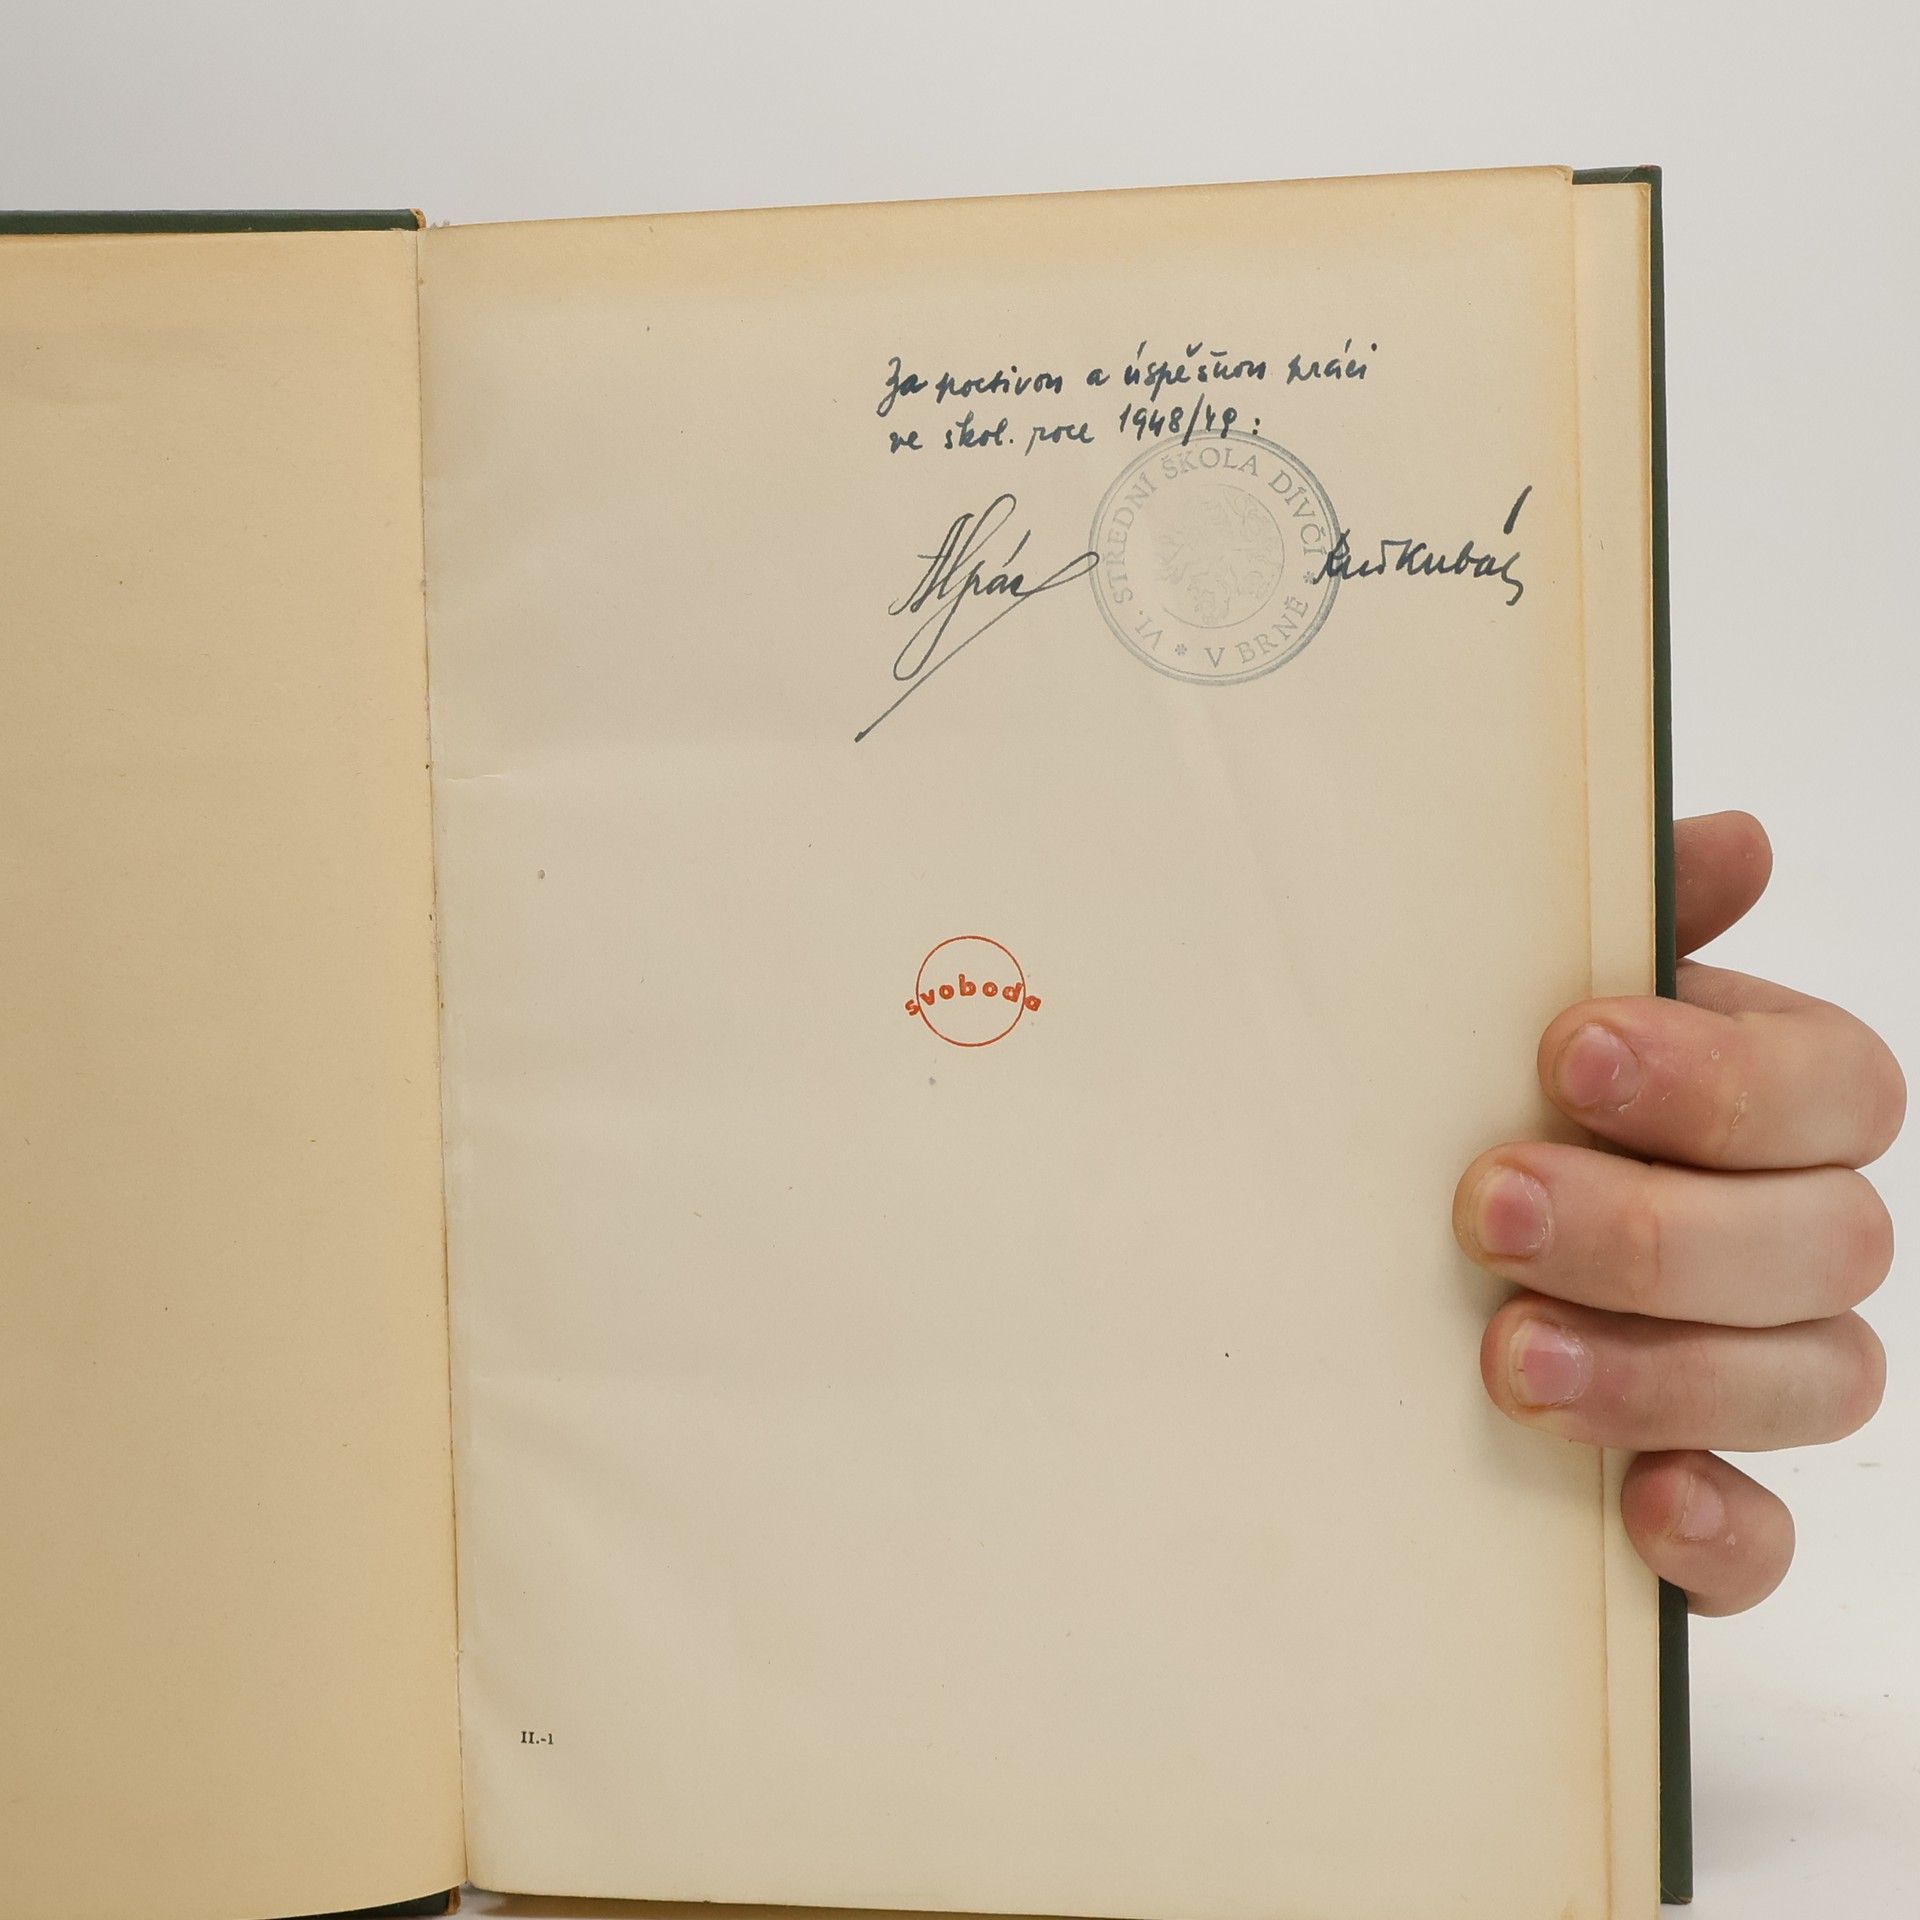 Za poctivou a úspěšnou práci
ve škol. roce 1948/49:
VI. STŘEDNÍ ŠKOLA DÍVČÍ * V BRNĚ *
svoboda
II.-1